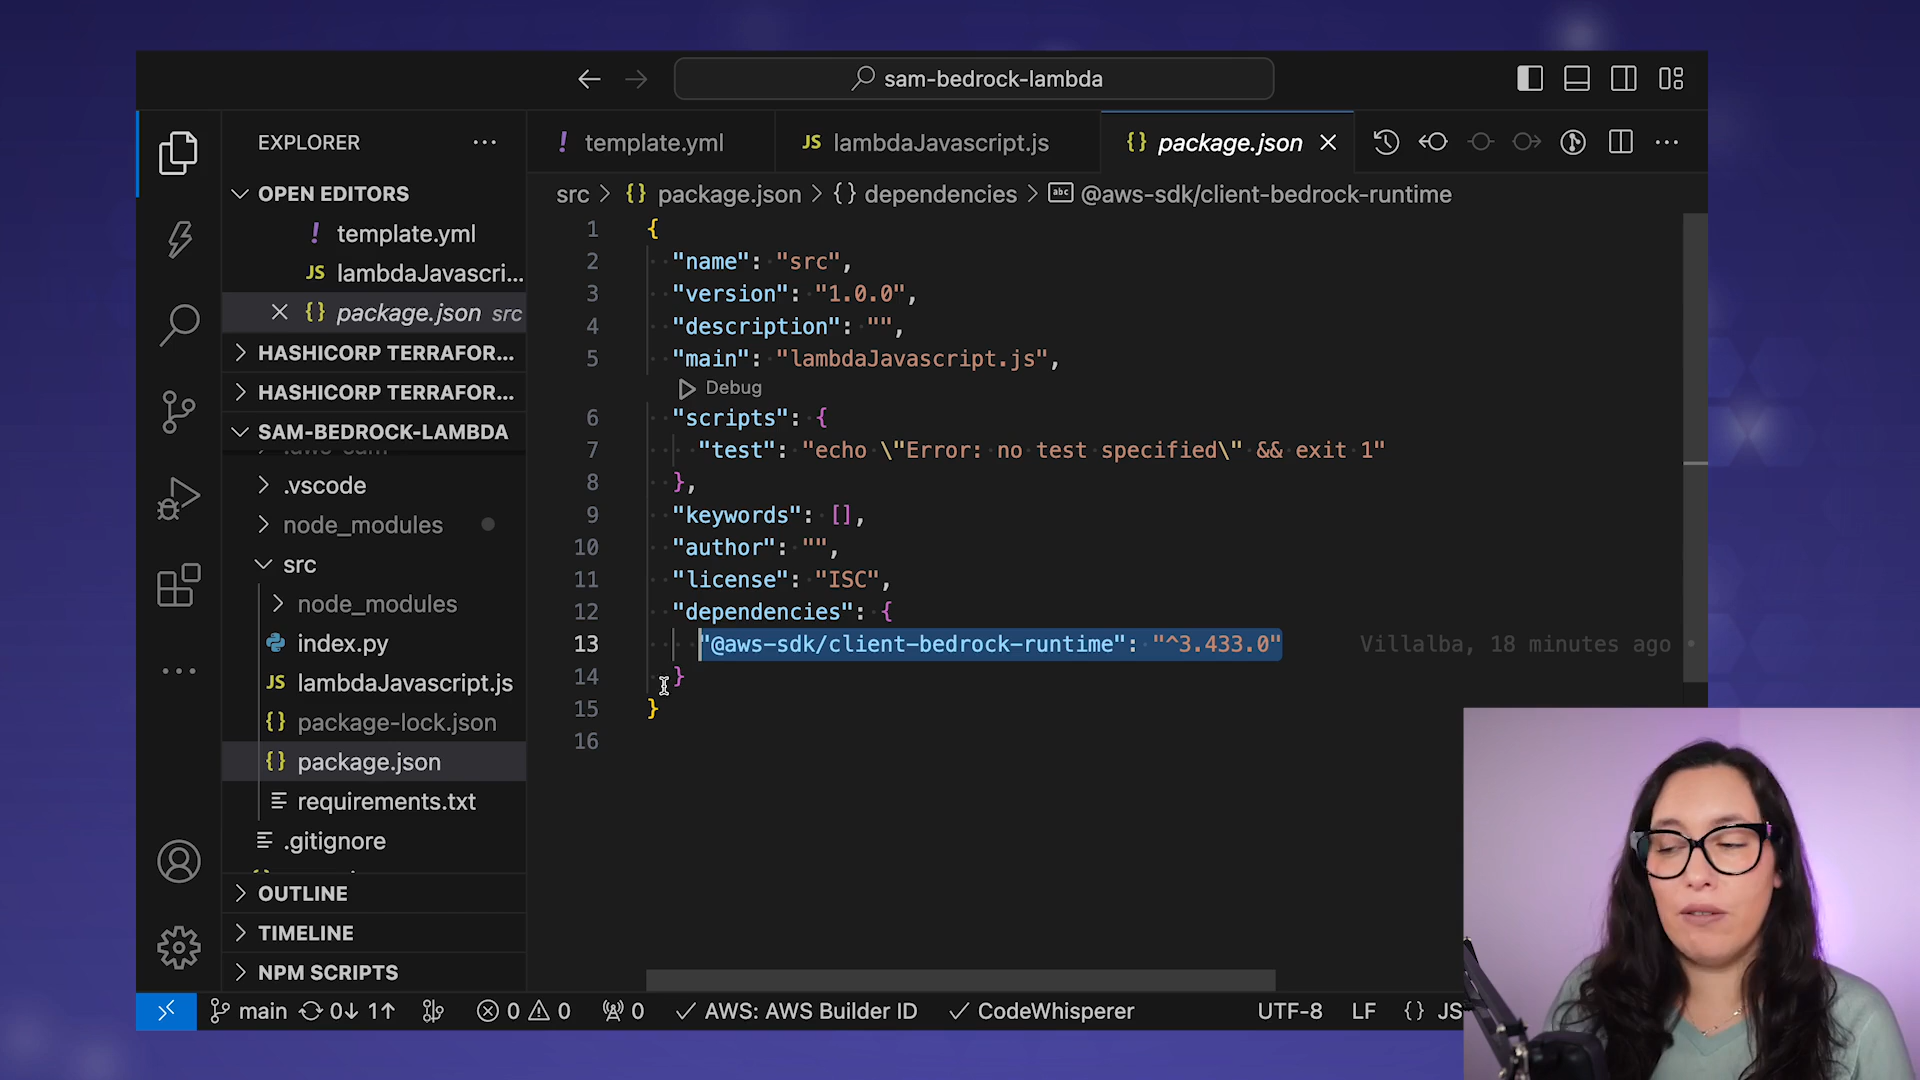 sam-bedrock-lambda
EXPLORER
template.yml
lambdaJavascript.js
package.json
OPEN EDITORS
template.yml
lambdaJavascri...
package.json src
HASHICORP TERRAFOR...
HASHICORP TERRAFOR...
SAM-BEDROCK-LAMBDA
.aws-sam
.vscode
node_modules
src
node_modules
index.py
lambdaJavascript.js
package-lock.json
package.json
requirements.txt
.gitignore
OUTLINE
TIMELINE
NPM SCRIPTS
src > {} package.json > {} dependencies > abc @aws-sdk/client-bedrock-runtime
1 {
2 "name": "src",
3 "version": "1.0.0",
4 "description": "",
5 "main": "lambdaJavascript.js",
Debug
6 "scripts": {
7 "test": "echo \"Error: no test specified\" && exit 1"
8 },
9 "keywords": [],
10 "author": "",
11 "license": "ISC",
12 "dependencies": {
13 "@aws-sdk/client-bedrock-runtime": "^3.433.0" Villalba, 18 minutes ago •
14 }
15 }
16
main 0↓ 1↑ 0 0 0 AWS: AWS Builder ID CodeWhisperer UTF-8 LF {} JS